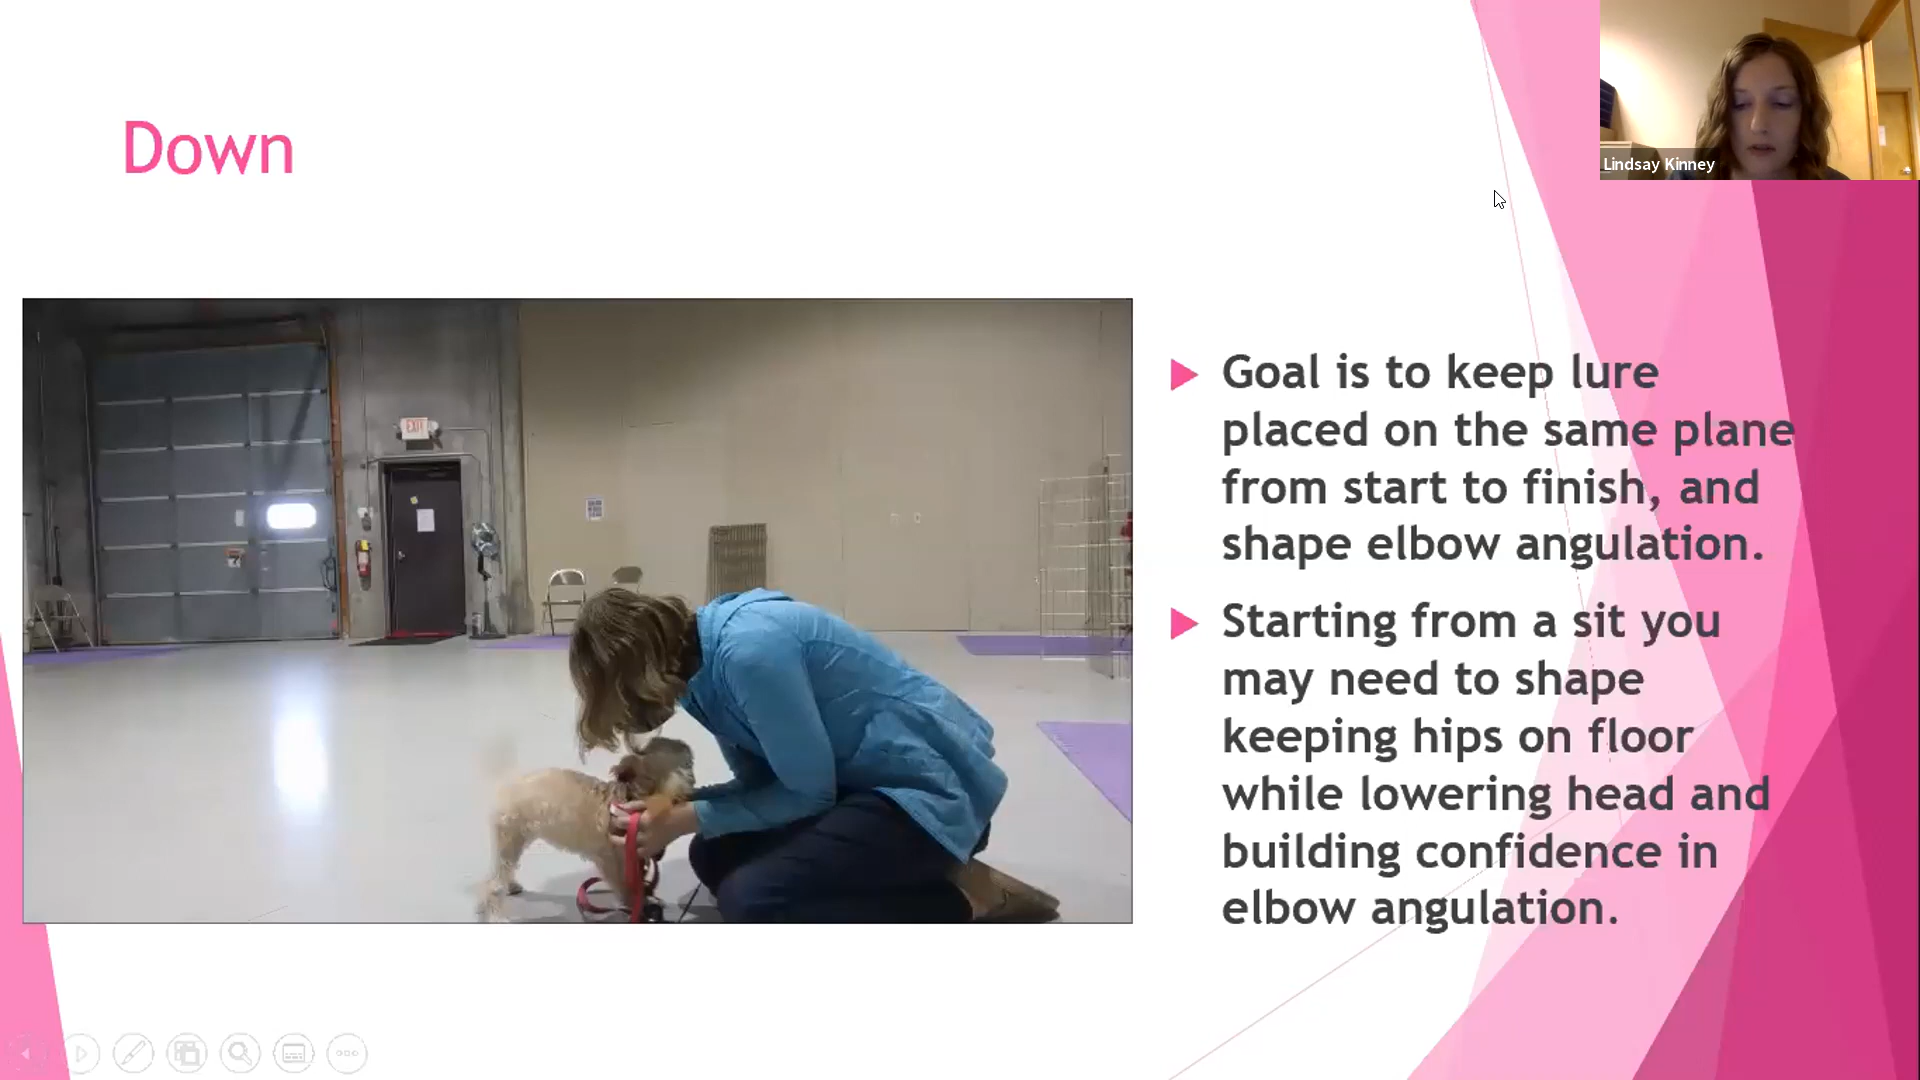 Down
Lindsay Kinney
EXIT
Goal is to keep lure
placed on the same plane
from start to finish, and
shape elbow angulation.
Starting from a sit you
may need to shape
keeping hips on floor
while lowering head and
building confidence in
elbow angulation.